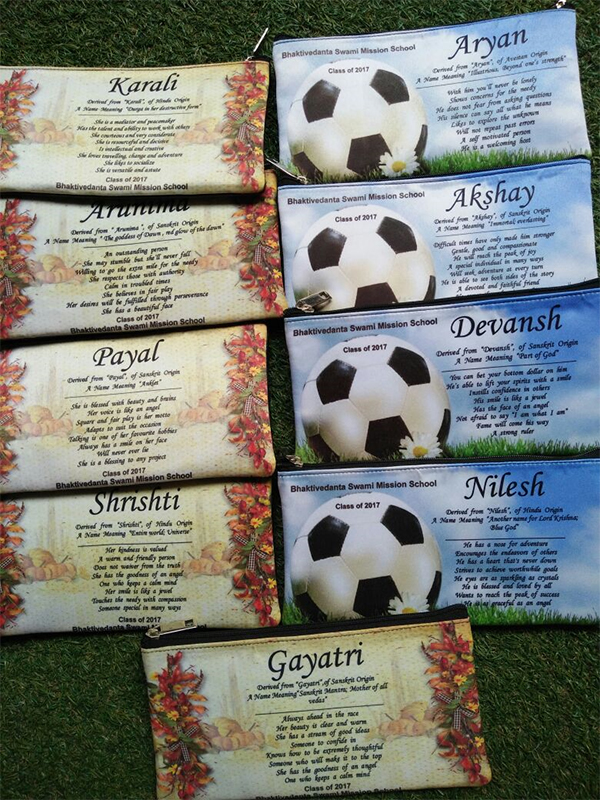 Karali
Derived from "Karali", of Hindu Origin
A Name Meaning "Durga in her destructive form"
She is a mediator and peacemaker
Has the talent and ability to work with others
She courteous and very considerate
She is resourceful and decisive
Is intellectual and creative
She loves travelling, change and adventure
She likes to socialize
She is versatile and astute
Class of 2017
Bhaktivedanta Swami Mission School
Arunima
Derived from "Arunima", of Sanskrit Origin
A Name Meaning "The goddess of Dawn, red glow of the dawn"
An outstanding person
She may stumble but she'll never fall
Willing to go the extra mile for the needy
She respects those with authority
Calm in troubled times
She believes in fair play
Her desires will be fulfilled through perseverence
She has a beautiful face
Class of 2017
Bhaktivedanta Swami Mission School
Payal
Derived from "Payal", of Sanskrit Origin
A Name Meaning "Anklet"
She is blessed with beauty and brains
Her voice is like an angel
Square and fair play is her motto
Adapts to suit the occasion
Talking is one of her favourite hobbies
Always has a smile on her face
Will never ever lie
She is a blessing to any project
Class of 2017
Bhaktivedanta Swami Mission School
Shrishti
Derived from "Shrishti", of Hindu Origin
A Name Meaning "Entire world; Universe"
Her kindness is valued
A warm and friendly person
Does not waiver from the truth
She has the goodness of an angel
One who keeps a calm mind
Her smile is like a jewel
Touches the needy with compassion
Someone special in many ways
Class of 2017
Bhaktivedanta Swami Mission School
Bhaktivedanta Swami Mission School
Class of 2017
Aryan
Derived from "Aryan", of Avestan Origin
A Name Meaning "Illustrious, Beyond one's strength"
With him you'll never be lonely
Shows concerns for the needy
He does not fear from asking questions
His silence can say all what he means
Likes to explore the unknown
Will not repeat past errors
A self motivated person
He is a welcoming host
Bhaktivedanta Swami Mission School
Class of 2017
Akshay
Derived from "Akshay", of Sanskrit Origin
A Name Meaning "Immortal; everlasting"
Difficult times have only made him stronger
Gentle, good and compassionate
He will reach the peak of joy
A special individual in many ways
Will seek adventure at every turn
He is able to see both sides of the story
A devoted and faithful friend
Bhaktivedanta Swami Mission School
Class of 2017
Devansh
Derived from "Devansh", of Sanskrit Origin
A Name Meaning "Part of God"
You can bet your bottom dollar on him
He's able to lift your spirits with a smile
Instills confidence in others
His smile is like a jewel
Has the face of an angel
Not afraid to say "I am what I am"
Fame will come his way
A strong ruler
Bhaktivedanta Swami Mission School
Class of 2017
Nilesh
Derived from "Nilesh", of Hindu Origin
A Name Meaning "Another name for Lord Krishna;
Blue God"
He has a nose for adventure
Encourages the endeavors of others
He has a heart that's never down
Strives to achieve worthwhile goals
He eyes are as sparkling as crystals
He is blessed and loved by all
Wants to reach the peak of success
He is as graceful as an angel
Gayatri
Derived from "Gayatri", of Sanskrit Origin
A Name Meaning "Sanskrit Mantra; Mother of all
vedas"
Always ahead in the race
Her beauty is clear and warm
She has a stream of good ideas
Someone to confide in
Knows how to be extremely thoughtful
Someone who will make it to the top
She has the goodness of an angel
One who keeps a calm mind
Class of 2017
Bhaktivedanta Swami Mission School